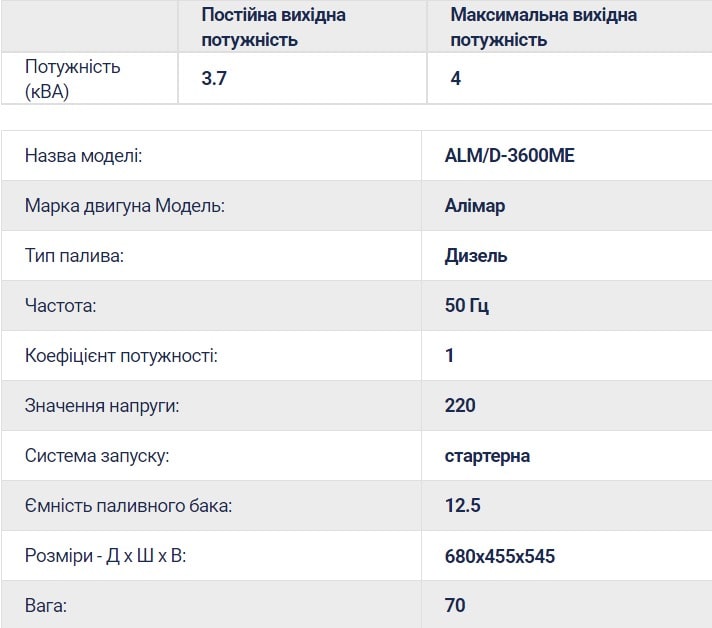 Постійна вихідна Максимальна вихідна
потужність потужність
Потужність
(кВА) 3.7 4
Назва моделі: ALM/D-3600ME
Марка двигуна Модель: Алімар
Тип палива: Дизель
Частота: 50 Гц
Коефіцієнт потужності: 1
Значення напруги: 220
Система запуску: стартерна
Ємність паливного бака: 12.5
Розміри - Д х Ш х В: 680x455x545
Вага: 70